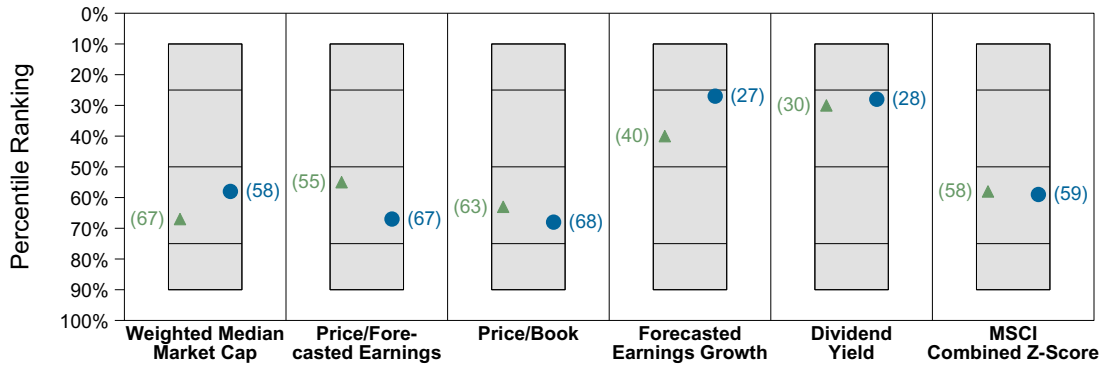 Percentile Ranking
0%
10%
20%
30%
40%
50%
60%
70%
80%
90%
100%
(67)
(58)
(55)
(67)
(63)
(68)
(40)
(27)
(30)
(28)
(58)
(59)
Weighted Median
Market Cap
Price/Fore-
casted Earnings
Price/Book
Forecasted
Earnings Growth
Dividend
Yield
MSCI
Combined Z-Score